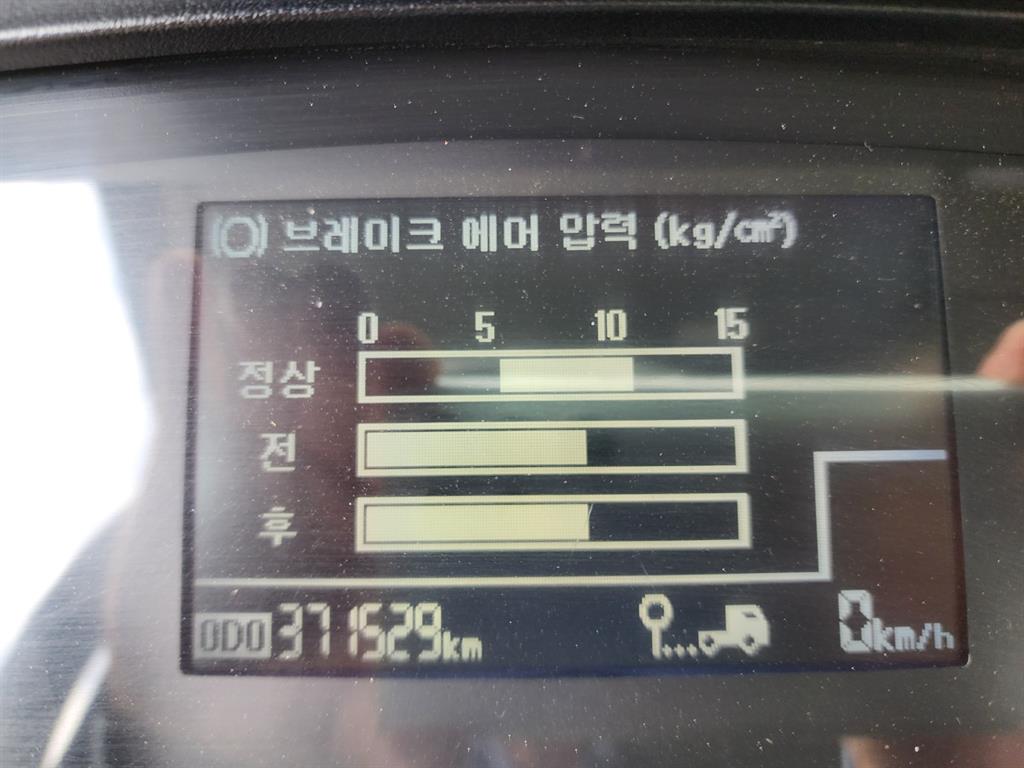 브레이크 에어 압력 (kg/cm²)
0 5 10 15
정상
전
후
ODO 371529km
0km/h